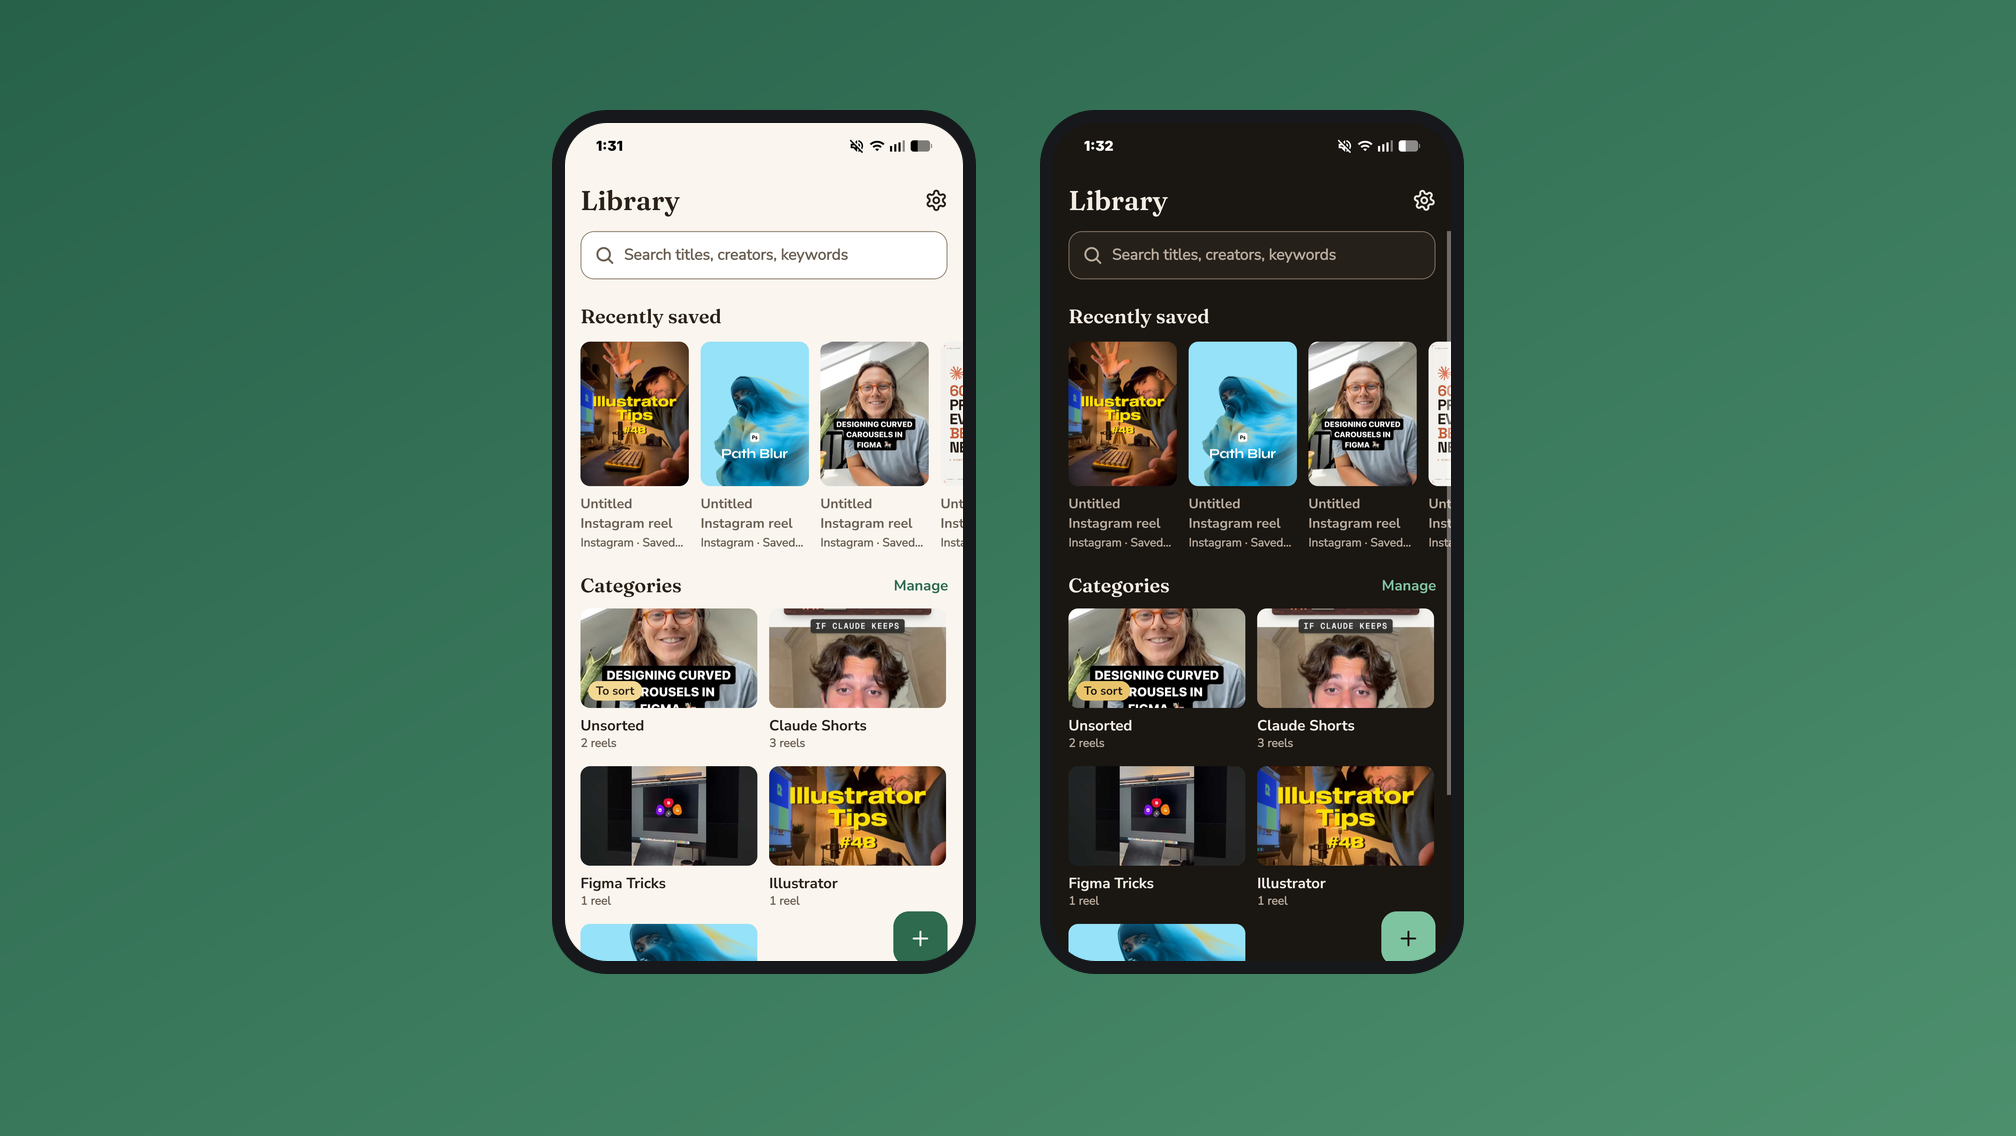 1:31
Library
Search titles, creators, keywords
Recently saved
Illustrator
Tips
#48
Ps
Path Blur
DESIGNING CURVED
CAROUSELS IN
FIGMA
60
Untitled
Instagram reel
Instagram · Saved...
Untitled
Instagram reel
Instagram · Saved...
Untitled
Instagram reel
Instagram · Saved...
Categories
Manage
DESIGNING CURVED
ROUSELS IN
FIGMA
To sort
Unsorted
2 reels
IF CLAUDE KEEPS
Claude Shorts
3 reels
Figma Tricks
1 reel
Illustrator
Tips
#48
Illustrator
1 reel
+
1:32
Library
Search titles, creators, keywords
Recently saved
Illustrator
Tips
#48
Ps
Path Blur
DESIGNING CURVED
CAROUSELS IN
FIGMA
60
Untitled
Instagram reel
Instagram · Saved...
Untitled
Instagram reel
Instagram · Saved...
Untitled
Instagram reel
Instagram · Saved...
Categories
Manage
DESIGNING CURVED
ROUSELS IN
FIGMA
To sort
Unsorted
2 reels
IF CLAUDE KEEPS
Claude Shorts
3 reels
Figma Tricks
1 reel
Illustrator
Tips
#48
Illustrator
1 reel
+